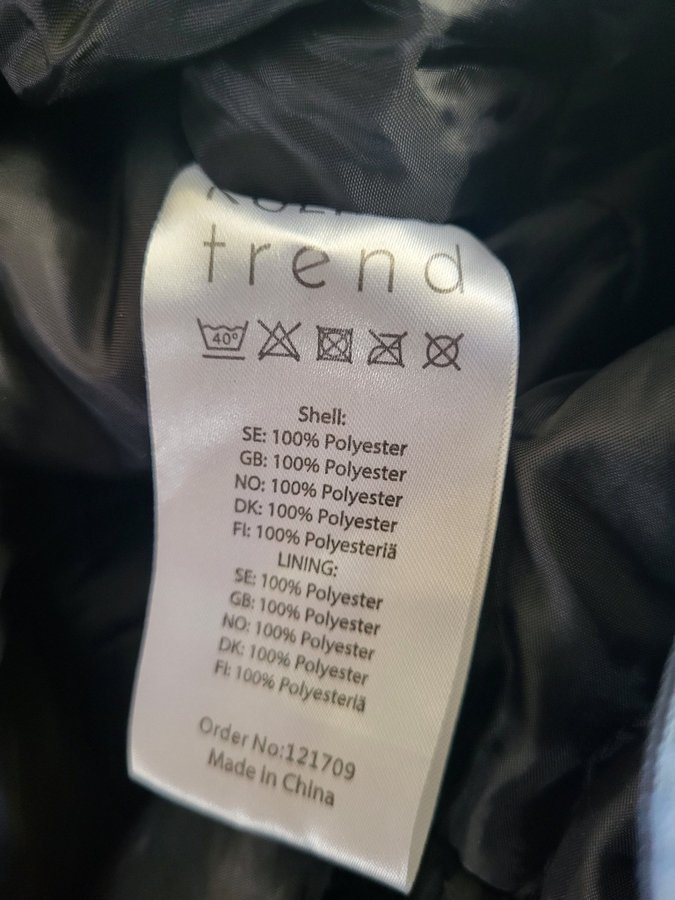 trend
40°
Shell:
SE: 100% Polyester
GB: 100% Polyester
NO: 100% Polyester
DK: 100% Polyester
FI: 100% Polyesteriä
LINING:
SE: 100% Polyester
GB: 100% Polyester
NO: 100% Polyester
DK: 100% Polyester
FI: 100% Polyesteriä
Order No:121709
Made in China